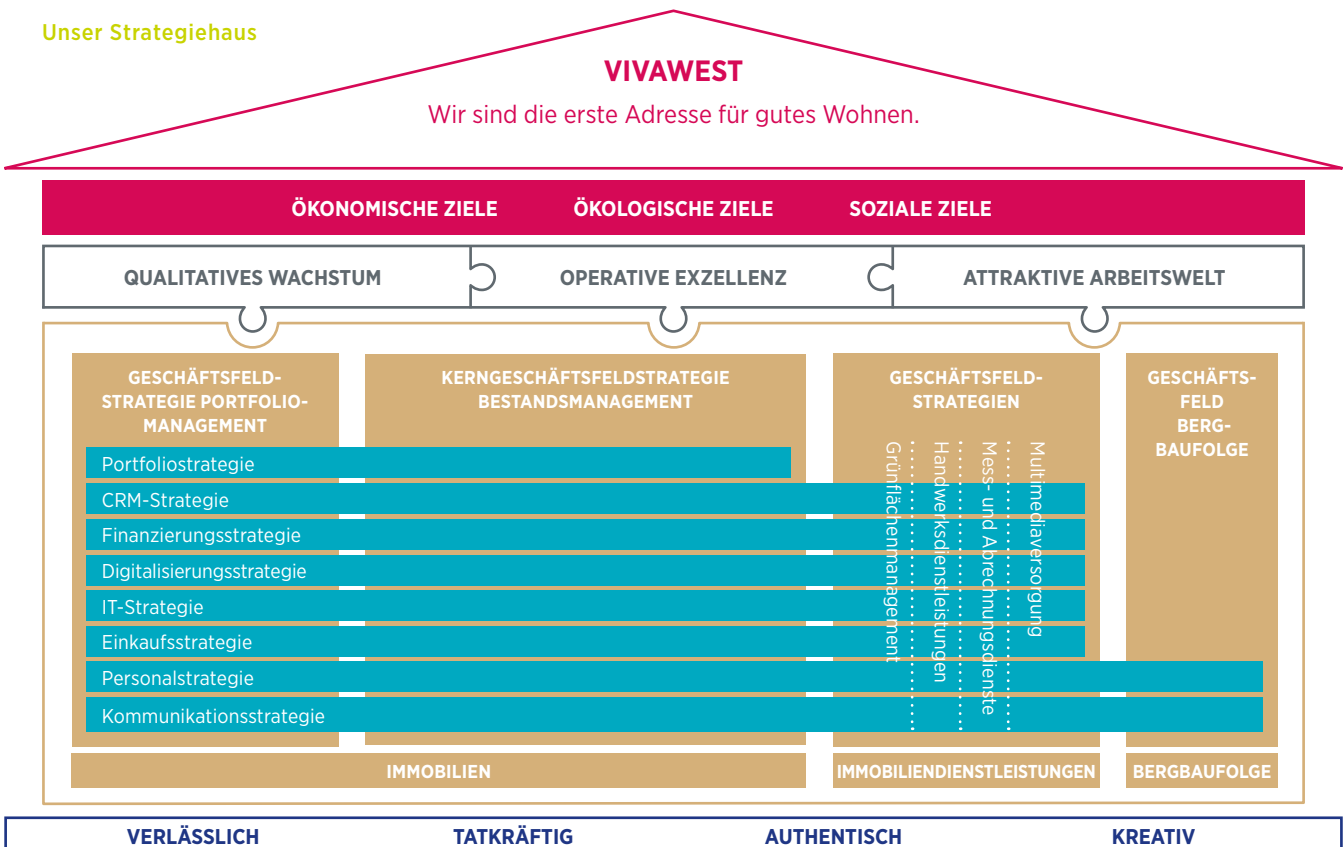 Unser Strategiehaus
VIVAWEST
Wir sind die erste Adresse für gutes Wohnen.
ÖKONOMISCHE ZIELE ÖKOLOGISCHE ZIELE SOZIALE ZIELE
QUALITATIVES WACHSTUM OPERATIVE EXZELLENZ ATTRAKTIVE ARBEITSWELT
GESCHÄFTSFELD-
STRATEGIE PORTFOLIO-
MANAGEMENT
KERNGESCHÄFTSFELDSTRATEGIE
BESTANDSMANAGEMENT
GESCHÄFTSFELD-
STRATEGIEN
GESCHÄFTS-
FELD
BERG-
BAUFOLGE
Grünflächenmanagement
Handwerksdienstleistungen
Mess- und Abrechnungsdienste
Multimediaversorgung
Portfoliostrategie
CRM-Strategie
Finanzierungsstrategie
Digitalisierungsstrategie
IT-Strategie
Einkaufsstrategie
Personalstrategie
Kommunikationsstrategie
IMMOBILIEN IMMOBILIENDIENSTLEISTUNGEN BERGBAUFOLGE
VERLÄSSLICH TATKRÄFTIG AUTHENTISCH KREATIV